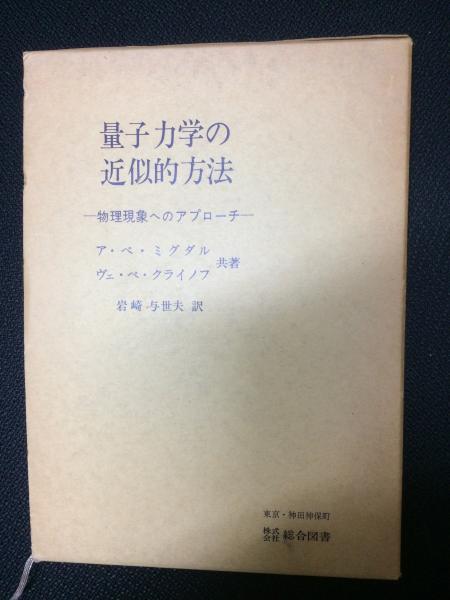 量子力学の
近似的方法
―物理現象へのアプローチ―
ア・ベ・ミグダル
ヴェ・ペ・クライノフ
共著
岩崎与世夫 訳
東京・神田神保町
株式会社 総合図書